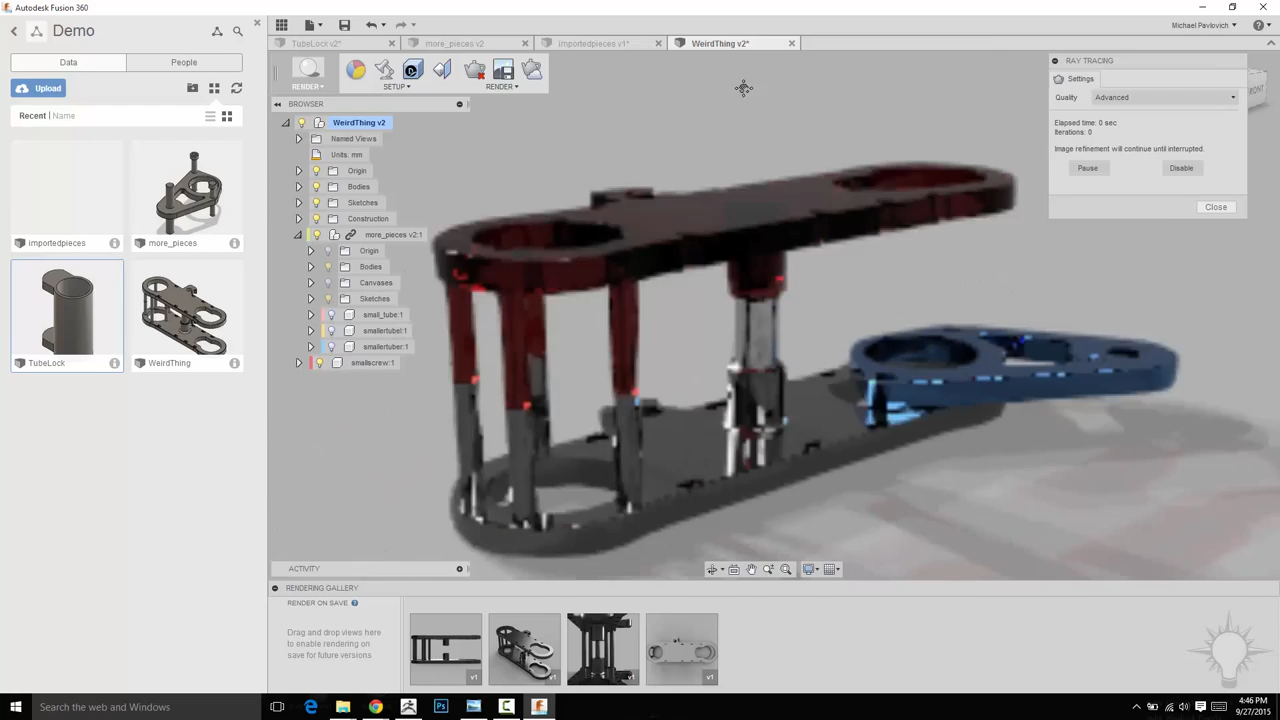 Autodesk Fusion 360
Demo
Michael Pavlovich
Data
People
TubeLock v2*
more_pieces v2
importedpieces v1*
WeirdThing v2*
Upload
RENDER
SETUP
RENDER
RAY TRACING
Settings
Quality
Advanced
Elapsed time: 0 sec
Iterations: 0
Image refinement will continue until interrupted.
Pause
Disable
Close
FRONT
Recent | Name
BROWSER
WeirdThing v2
Named Views
Units: mm
Origin
Bodies
Sketches
Construction
more_pieces v2:1
Origin
Bodies
Canvases
Sketches
small_tube:1
smallertubel:1
smallertuber:1
smallscrew:1
importedpieces
more_pieces
TubeLock
WeirdThing
ACTIVITY
RENDERING GALLERY
RENDER ON SAVE
Drag and drop views here
to enable rendering on
save for future versions
v1
v1
v1
v1
Search the web and Windows
4:46 PM
9/27/2015